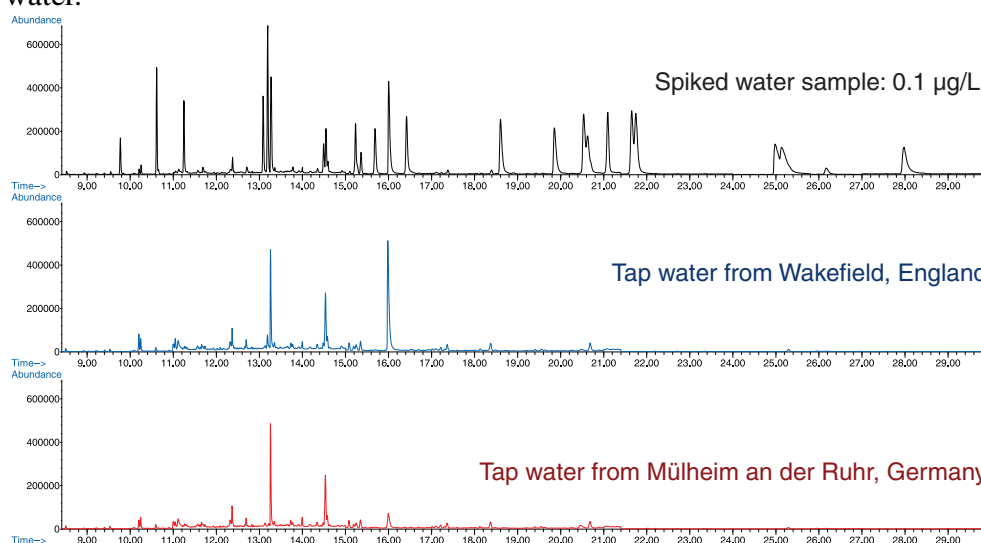 water.
Abundance
600000
400000
200000
0
Spiked water sample: 0.1 µg/L
Time--> 9.00 10.00 11.00 12.00 13.00 14.00 15.00 16.00 17.00 18.00 19.00 20.00 21.00 22.00 23.00 24.00 25.00 26.00 27.00 28.00 29.00
Abundance
600000
400000
200000
0
Tap water from Wakefield, England
Time--> 9.00 10.00 11.00 12.00 13.00 14.00 15.00 16.00 17.00 18.00 19.00 20.00 21.00 22.00 23.00 24.00 25.00 26.00 27.00 28.00 29.00
Abundance
600000
400000
200000
0
Tap water from Mülheim an der Ruhr, Germany
Time--> 9.00 10.00 11.00 12.00 13.00 14.00 15.00 16.00 17.00 18.00 19.00 20.00 21.00 22.00 23.00 24.00 25.00 26.00 27.00 28.00 29.00